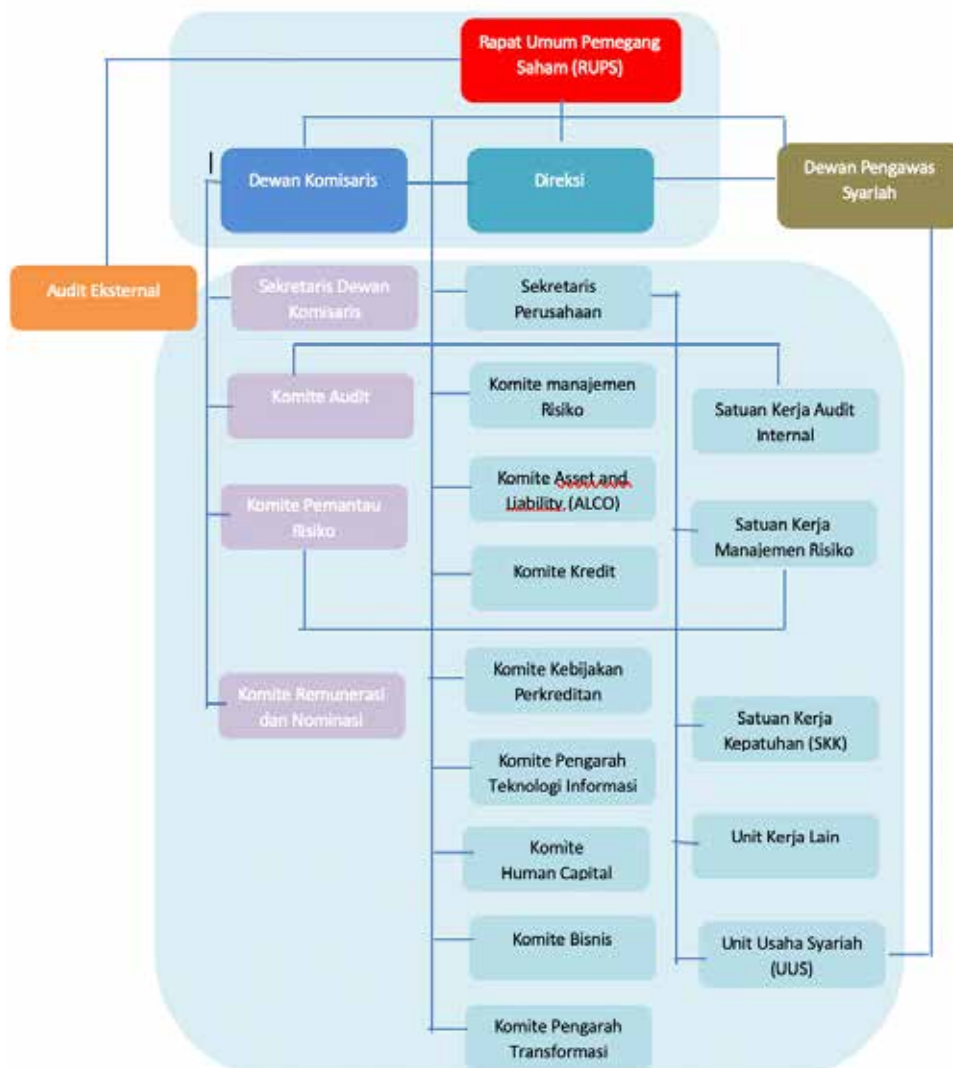 Rapat Umum Pemegang
Saham (RUPS)
Dewan Komisaris
Direksi
Dewan Pengawas
Syariah
Audit Eksternal
Sekretaris Dewan
Komisaris
Sekretaris
Perusahaan
Komite Audit
Komite manajemen
Risiko
Satuan Kerja Audit
Internal
Komite Asset and
Liability (ALCO)
Komite Pemantau
Risiko
Satuan Kerja
Manajemen Risiko
Komite Kredit
Komite Kebijakan
Perkreditan
Komite Remunerasi
dan Nominasi
Satuan Kerja
Kepatuhan (SKK)
Komite Pengarah
Teknologi Informasi
Unit Kerja Lain
Komite
Human Capital
Komite Bisnis
Unit Usaha Syariah
(UUS)
Komite Pengarah
Transformasi